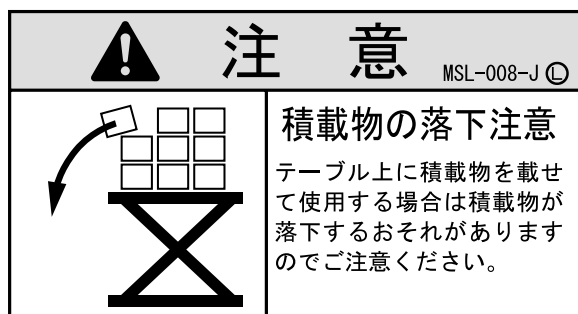 注 意 MSL-008-J Ⓛ
積載物の落下注意
テーブル上に積載物を載せ
て使用する場合は積載物が
落下するおそれがあります
のでご注意ください。